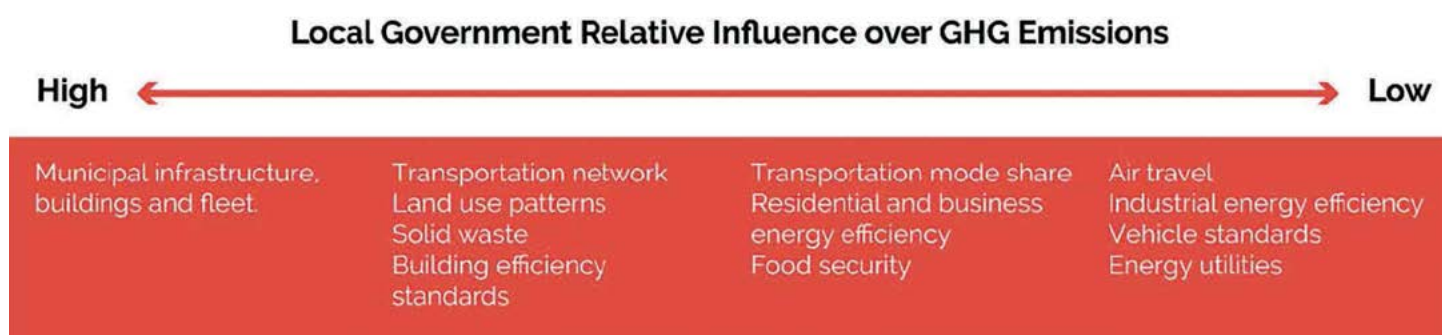 Local Government Relative Influence over GHG Emissions
High
Low
Municipal infrastructure,
buildings and fleet.
Transportation network
Land use patterns
Solid waste
Building efficiency
standards
Transportation mode share
Residential and business
energy efficiency
Food security
Air travel
Industrial energy efficiency
Vehicle standards
Energy utilities